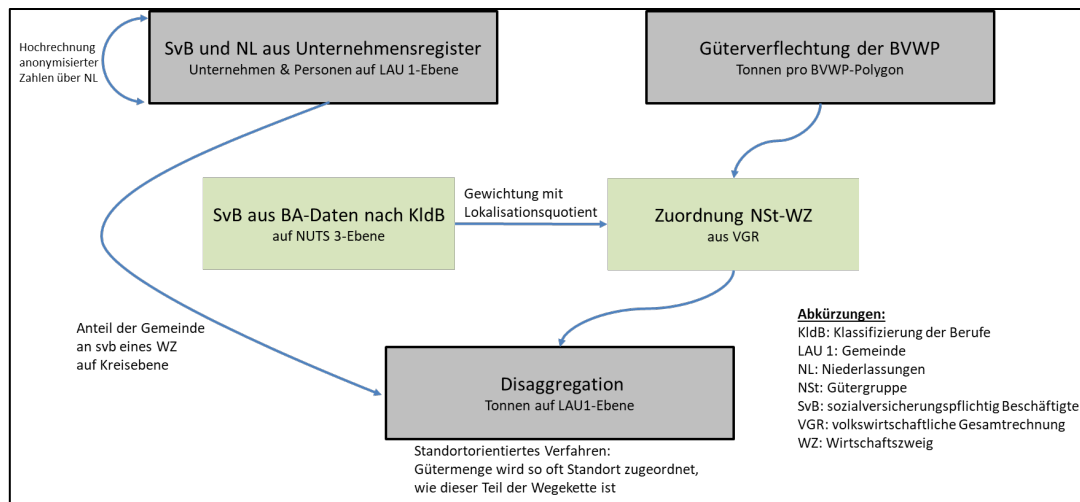 Hochrechnung
anonymisierter
Zahlen über NL
SvB und NL aus Unternehmensregister
Unternehmen & Personen auf LAU 1-Ebene
Güterverflechtung der BVWP
Tonnen pro BVWP-Polygon
SvB aus BA-Daten nach KldB
auf NUTS 3-Ebene
Gewichtung mit
Lokalisationsquotient
Zuordnung NSt-WZ
aus VGR
Anteil der Gemeinde
an svb eines WZ
auf Kreisebene
Disaggregation
Tonnen auf LAU1-Ebene
Standortorientiertes Verfahren:
Gütermenge wird so oft Standort zugeordnet,
wie dieser Teil der Wegekette ist
Abkürzungen:
KldB: Klassifizierung der Berufe
LAU 1: Gemeinde
NL: Niederlassungen
NSt: Gütergruppe
SvB: sozialversicherungspflichtig Beschäftigte
VGR: volkswirtschaftliche Gesamtrechnung
WZ: Wirtschaftszweig